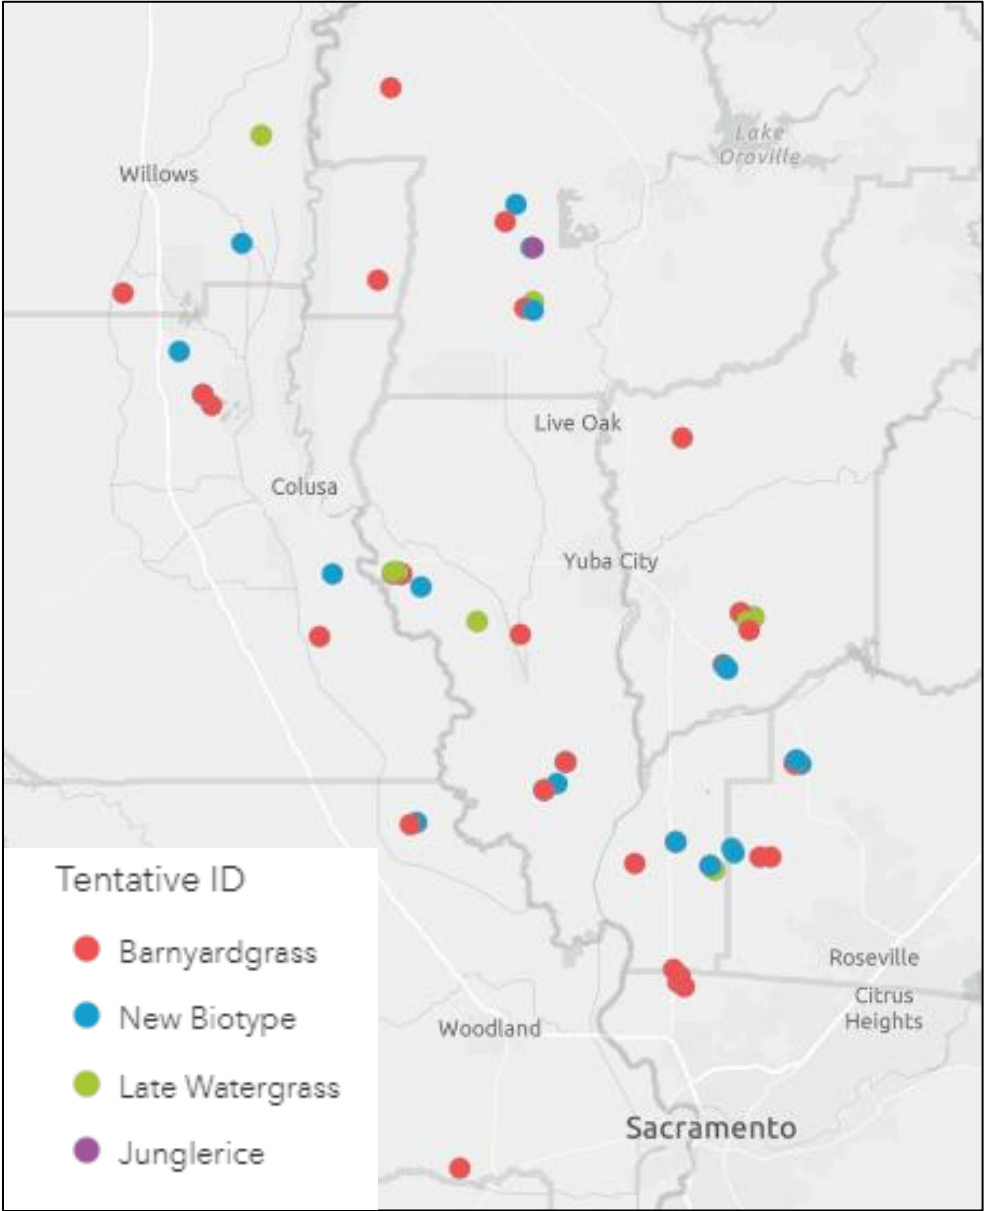 Lake
Oroville
Willows
Live Oak
Colusa
Yuba City
Tentative ID
Barnyardgrass
New Biotype
Late Watergrass
Junglerice
Roseville
Citrus
Heights
Woodland
Sacramento